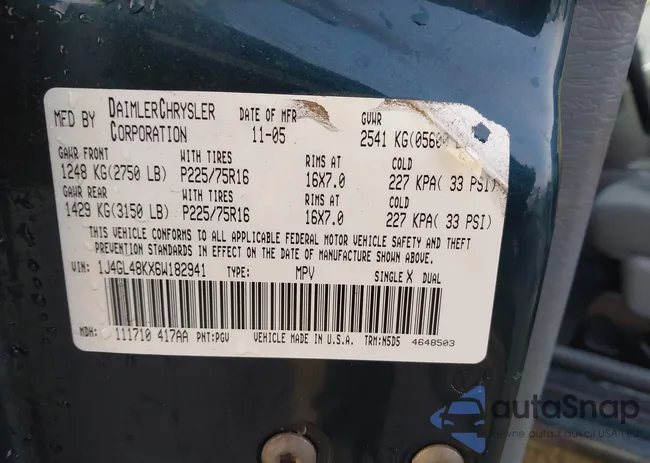 MFD BY DAIMLERCHRYSLER CORPORATION DATE OF MFR 11-05 GVWR 2541 KG(0560
GAWR FRONT WITH TIRES RIMS AT COLD
1248 KG(2750 LB) P225/75R16 16X7.0 227 KPA( 33 PSI)
GAWR REAR WITH TIRES RIMS AT COLD
1429 KG(3150 LB) P225/75R16 16X7.0 227 KPA( 33 PSI)
THIS VEHICLE CONFORMS TO ALL APPLICABLE FEDERAL MOTOR VEHICLE SAFETY AND THEFT
PREVENTION STANDARDS IN EFFECT ON THE DATE OF MANUFACTURE SHOWN ABOVE.
VIN: 1J4GL48KX6W182941 TYPE: MPV SINGLE X DUAL
MDH: 111710 417AA PNT:PGV VEHICLE MADE IN U.S.A. TRM:N5D5 4648503
autaSnap